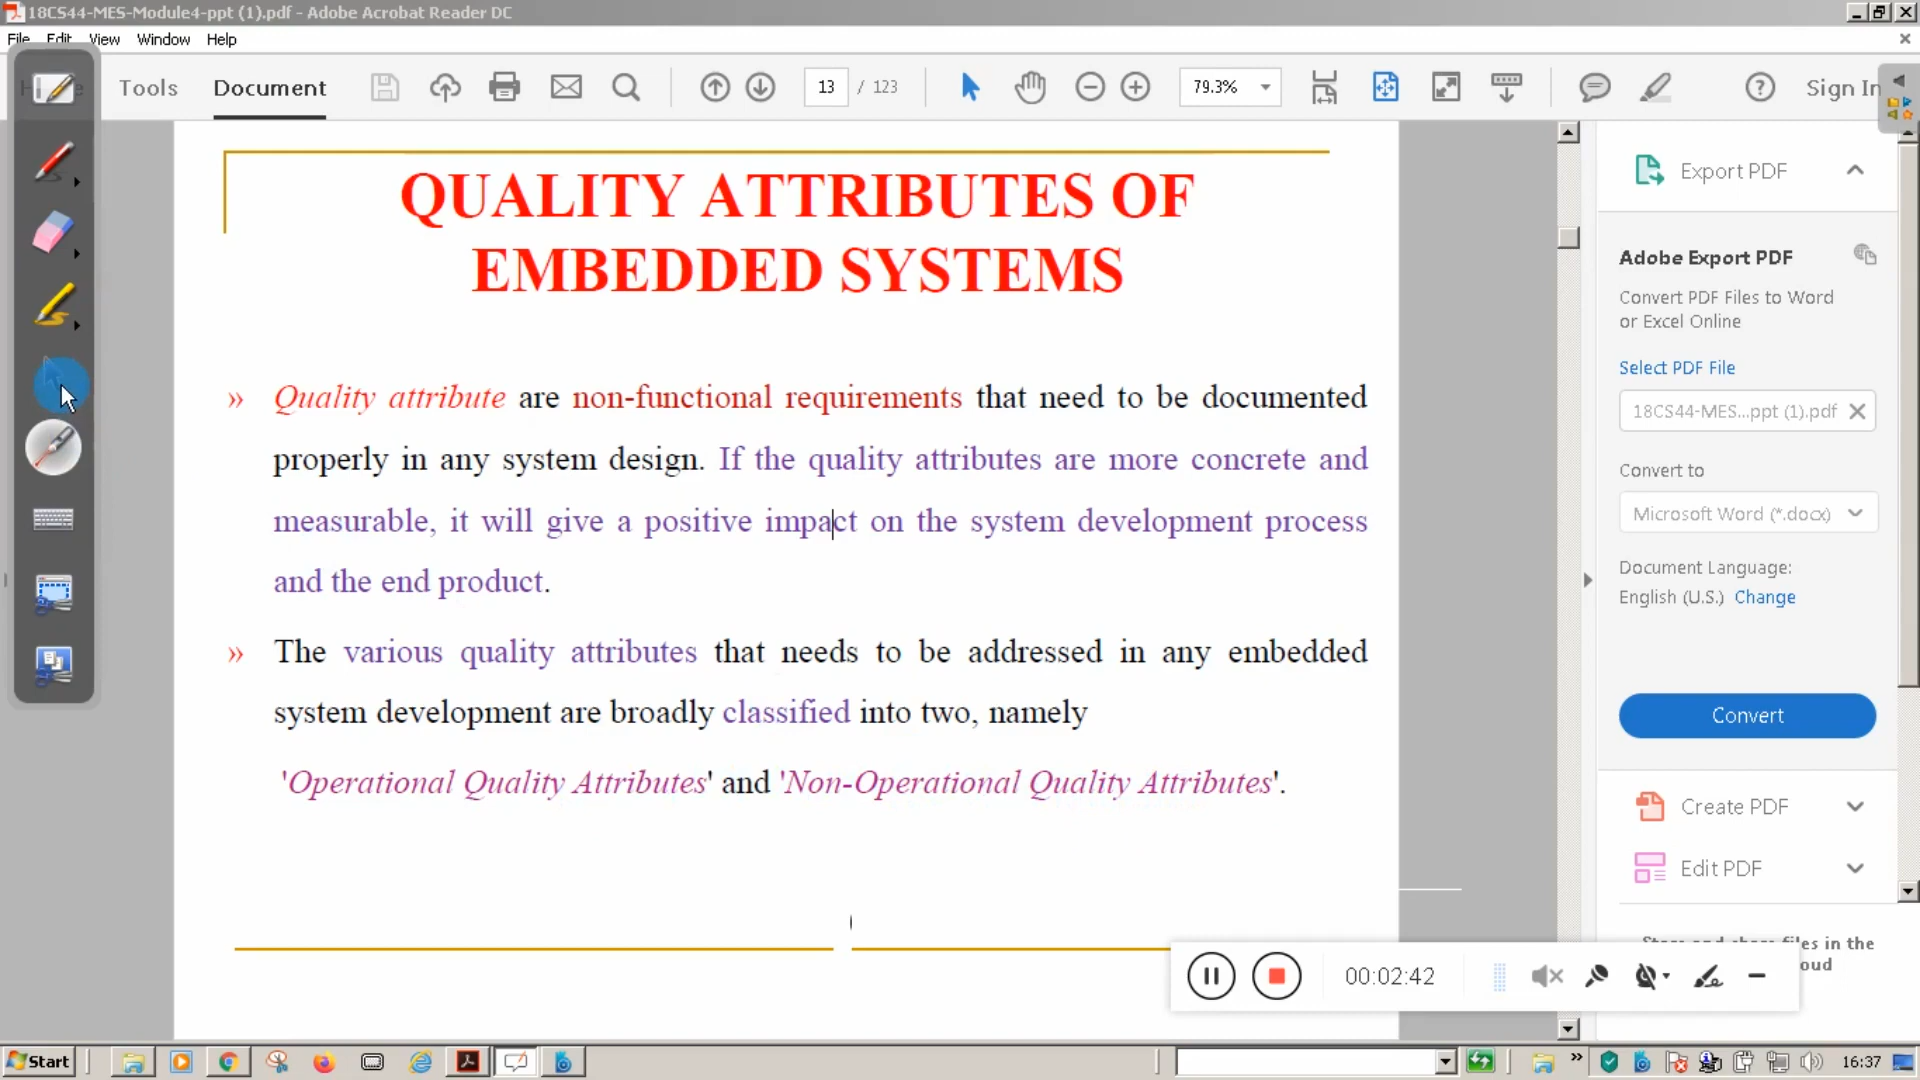 18CS44-MES-Module4-ppt (1).pdf - Adobe Acrobat Reader DC
File Edit View Window Help
Tools Document 13 / 123 79.3% Sign In
QUALITY ATTRIBUTES OF
EMBEDDED SYSTEMS
» Quality attribute are non-functional requirements that need to be documented
properly in any system design. If the quality attributes are more concrete and
measurable, it will give a positive impact on the system development process
and the end product.
» The various quality attributes that needs to be addressed in any embedded
system development are broadly classified into two, namely
'Operational Quality Attributes' and 'Non-Operational Quality Attributes'.
Export PDF
Adobe Export PDF
Convert PDF Files to Word
or Excel Online
Select PDF File
18CS44-MES...ppt (1).pdf
Convert to
Microsoft Word (*.docx)
Document Language:
English (U.S.) Change
Convert
Create PDF
Edit PDF
files in the
00:02:42
Start
16:37